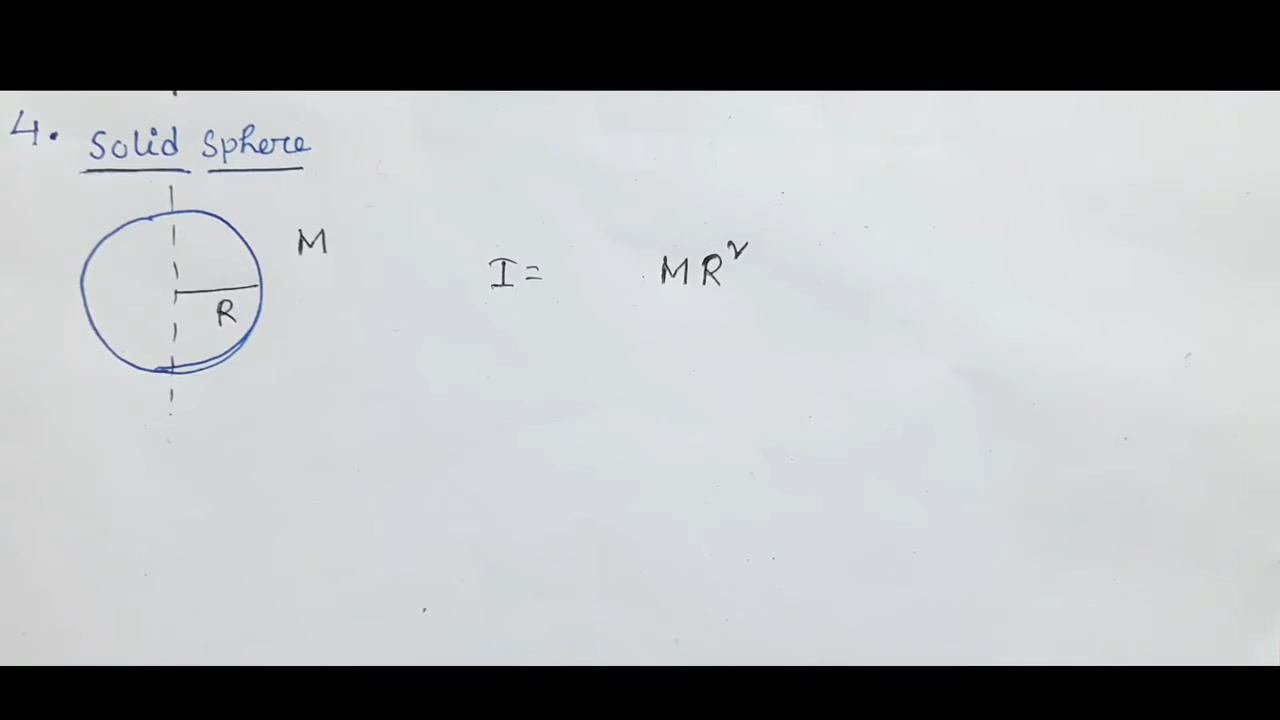 4. Solid Sphere
M
I = MR²
R